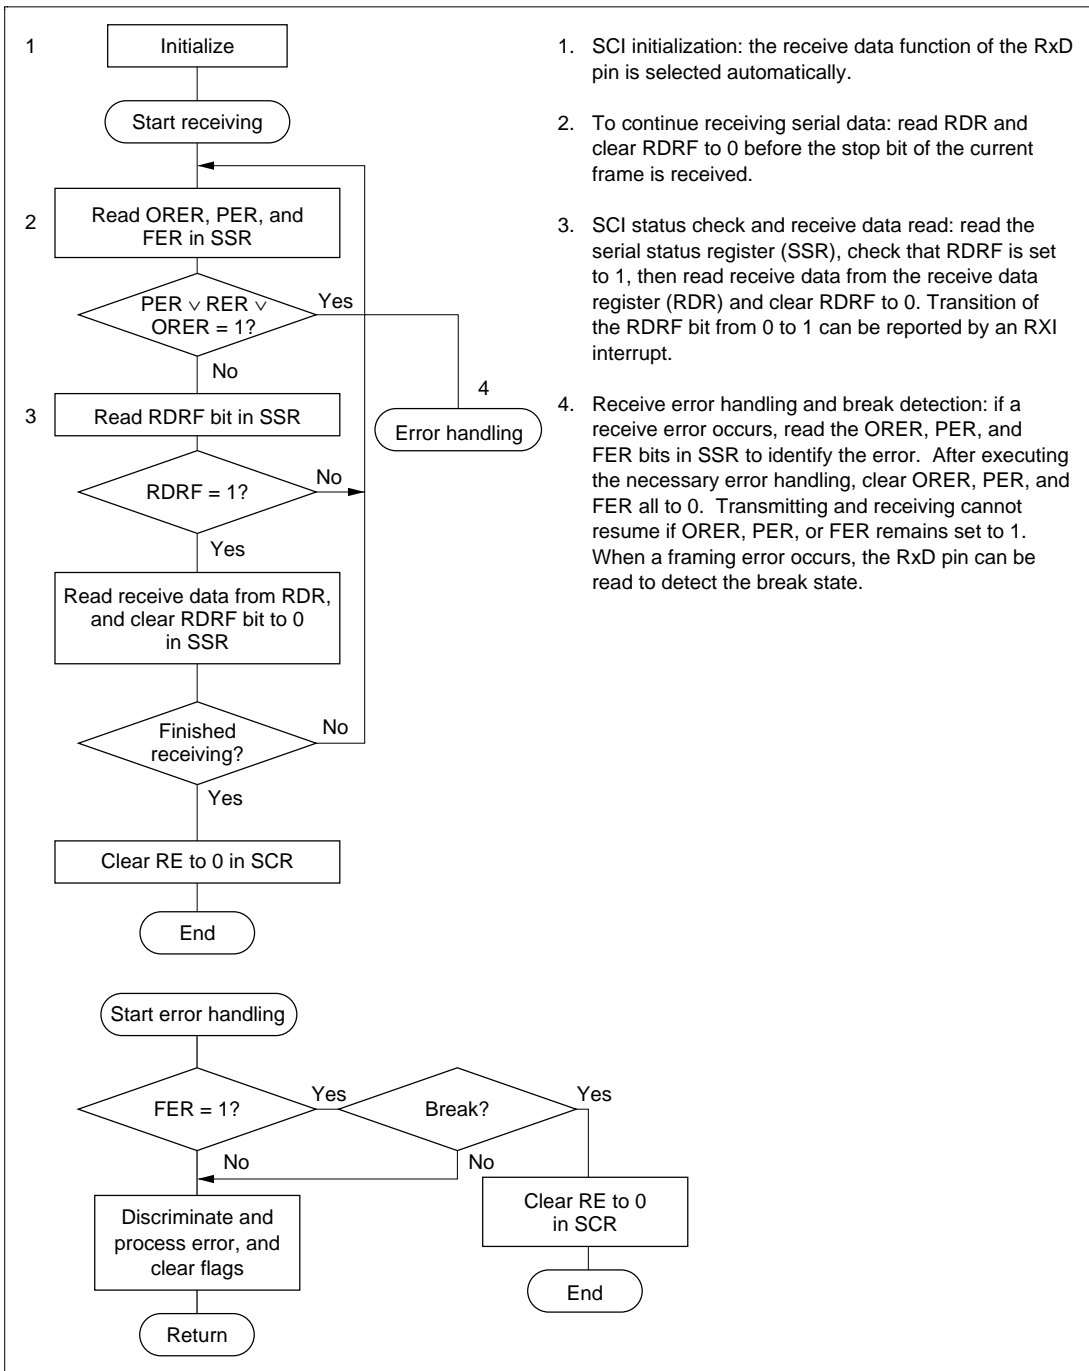 1
Initialize
Start receiving
2
Read ORER, PER, and
FER in SSR
PER ∨ RER ∨
ORER = 1?
Yes
No
3
Read RDRF bit in SSR
4
Error handling
RDRF = 1?
No
Yes
Read receive data from RDR,
and clear RDRF bit to 0
in SSR
Finished
receiving?
No
Yes
Clear RE to 0 in SCR
End
1. SCI initialization: the receive data function of the RxD
pin is selected automatically.
2. To continue receiving serial data: read RDR and
clear RDRF to 0 before the stop bit of the current
frame is received.
3. SCI status check and receive data read: read the
serial status register (SSR), check that RDRF is set
to 1, then read receive data from the receive data
register (RDR) and clear RDRF to 0. Transition of
the RDRF bit from 0 to 1 can be reported by an RXI
interrupt.
4. Receive error handling and break detection: if a
receive error occurs, read the ORER, PER, and
FER bits in SSR to identify the error. After executing
the necessary error handling, clear ORER, PER, and
FER all to 0. Transmitting and receiving cannot
resume if ORER, PER, or FER remains set to 1.
When a framing error occurs, the RxD pin can be
read to detect the break state.
Start error handling
FER = 1?
Yes
Break?
Yes
No
No
Discriminate and
process error, and
clear flags
Clear RE to 0
in SCR
End
Return